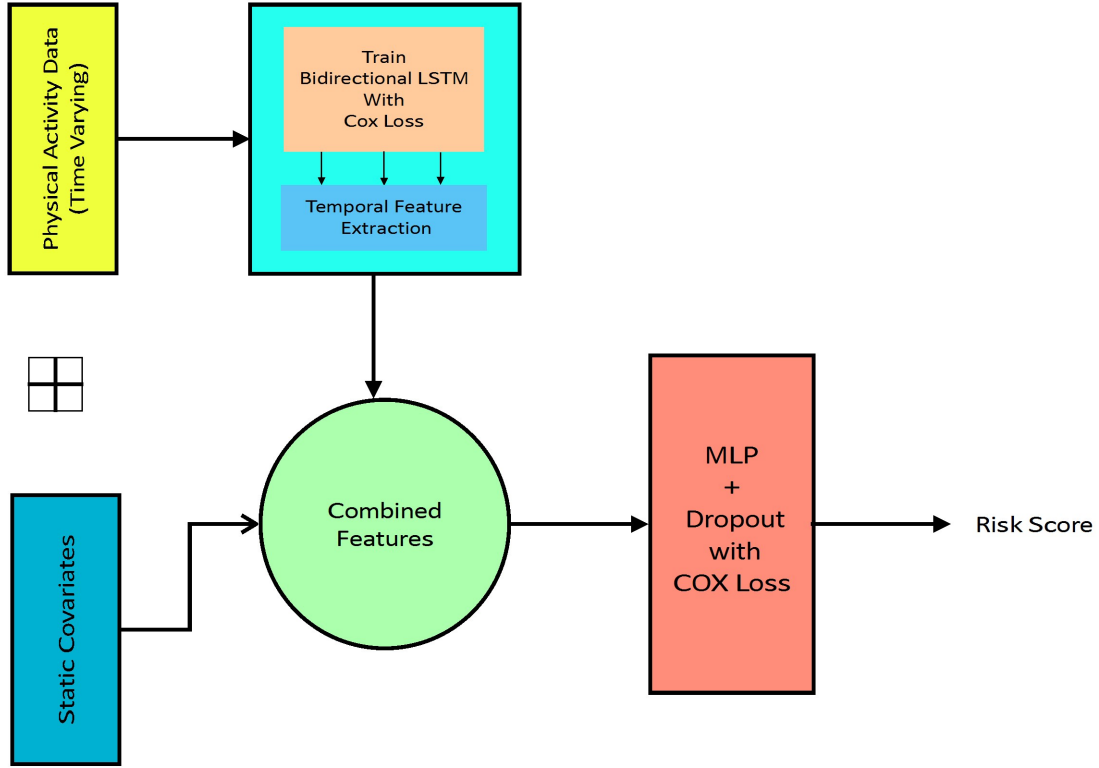 Physical Activity Data
(Time Varying)
Train
Bidirectional LSTM
With
Cox Loss
Temporal Feature
Extraction
Static Covariates
Combined
Features
MLP
+
Dropout
with
COX Loss
Risk Score